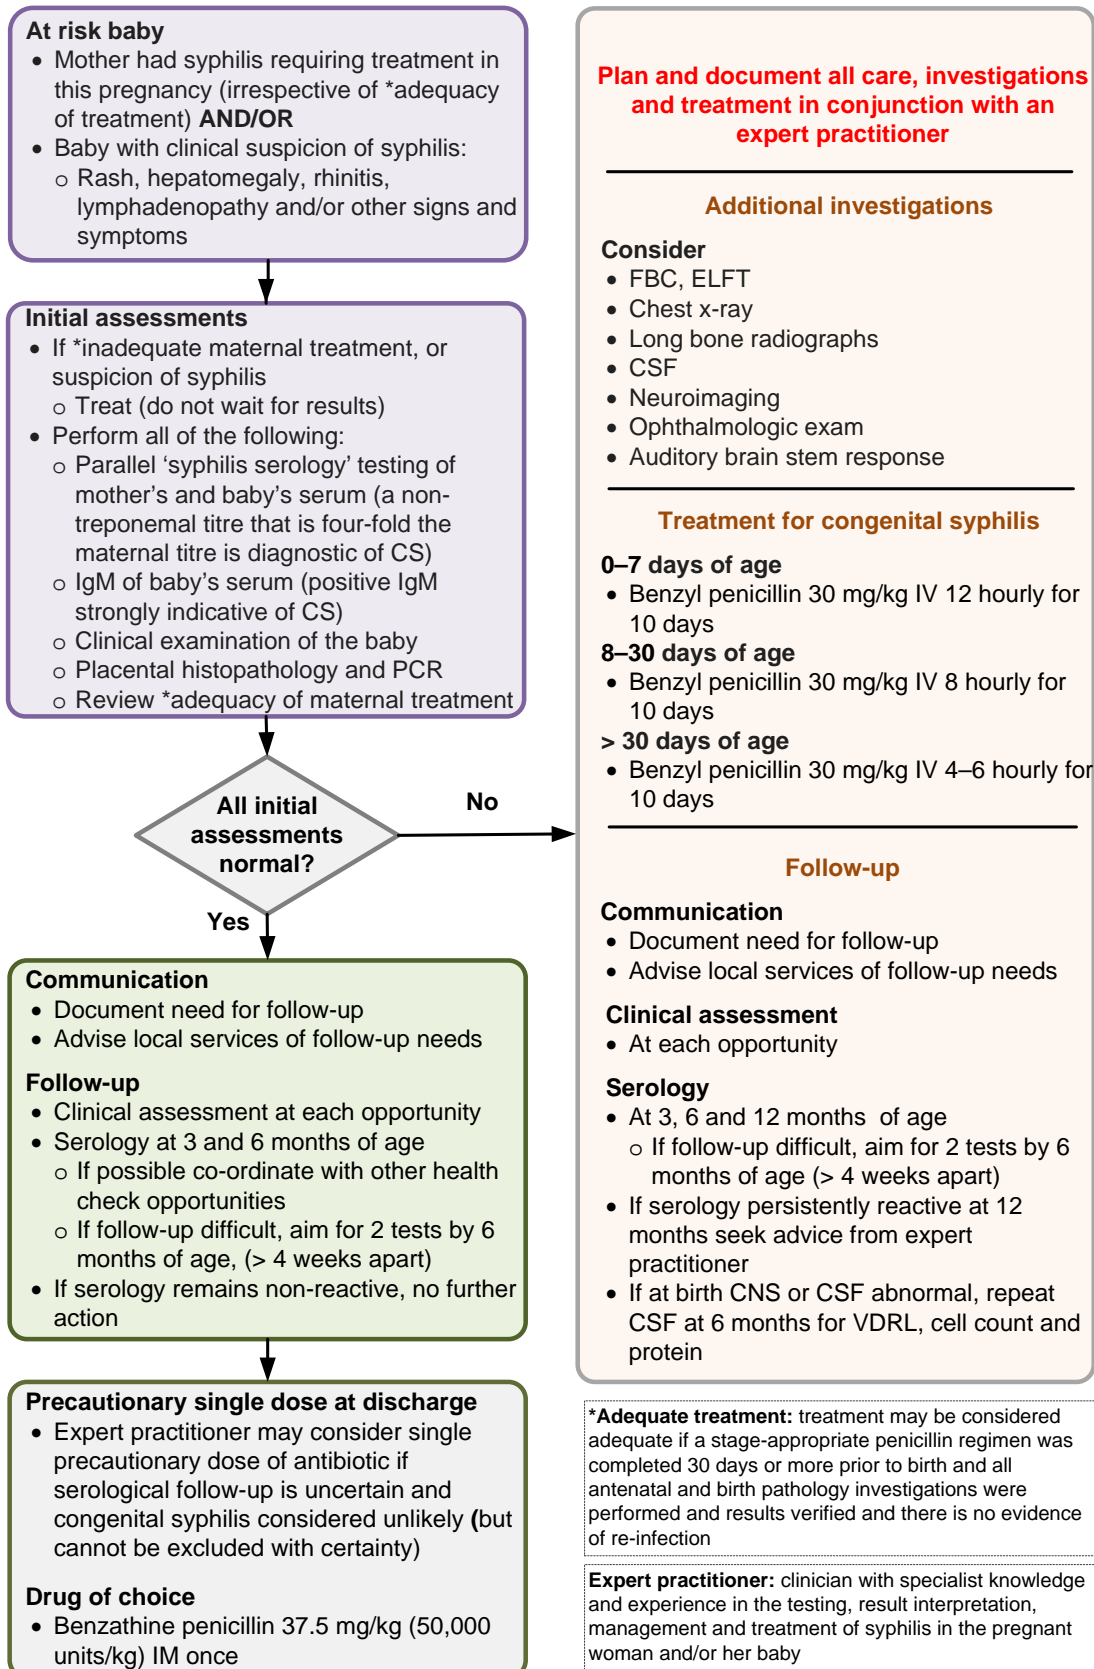 At risk baby
• Mother had syphilis requiring treatment in
this pregnancy (irrespective of *adequacy
of treatment) AND/OR
• Baby with clinical suspicion of syphilis:
o Rash, hepatomegaly, rhinitis,
lymphadenopathy and/or other signs and
symptoms
Initial assessments
• If *inadequate maternal treatment, or
suspicion of syphilis
o Treat (do not wait for results)
• Perform all of the following:
o Parallel ‘syphilis serology’ testing of
mother’s and baby’s serum (a non-
treponemal titre that is four-fold the
maternal titre is diagnostic of CS)
o IgM of baby’s serum (positive IgM
strongly indicative of CS)
o Clinical examination of the baby
o Placental histopathology and PCR
o Review *adequacy of maternal treatment
All initial
assessments
normal?
No
Yes
Communication
• Document need for follow-up
• Advise local services of follow-up needs
Follow-up
• Clinical assessment at each opportunity
• Serology at 3 and 6 months of age
o If possible co-ordinate with other health
check opportunities
o If follow-up difficult, aim for 2 tests by 6
months of age, (> 4 weeks apart)
• If serology remains non-reactive, no further
action
Precautionary single dose at discharge
• Expert practitioner may consider single
precautionary dose of antibiotic if
serological follow-up is uncertain and
congenital syphilis considered unlikely (but
cannot be excluded with certainty)
Drug of choice
• Benzathine penicillin 37.5 mg/kg (50,000
units/kg) IM once
Plan and document all care, investigations
and treatment in conjunction with an
expert practitioner
Additional investigations
Consider
• FBC, ELFT
• Chest x-ray
• Long bone radiographs
• CSF
• Neuroimaging
• Ophthalmologic exam
• Auditory brain stem response
Treatment for congenital syphilis
0–7 days of age
• Benzyl penicillin 30 mg/kg IV 12 hourly for
10 days
8–30 days of age
• Benzyl penicillin 30 mg/kg IV 8 hourly for
10 days
> 30 days of age
• Benzyl penicillin 30 mg/kg IV 4–6 hourly for
10 days
Follow-up
Communication
• Document need for follow-up
• Advise local services of follow-up needs
Clinical assessment
• At each opportunity
Serology
• At 3, 6 and 12 months of age
o If follow-up difficult, aim for 2 tests by 6
months of age (> 4 weeks apart)
• If serology persistently reactive at 12
months seek advice from expert
practitioner
• If at birth CNS or CSF abnormal, repeat
CSF at 6 months for VDRL, cell count and
protein
*Adequate treatment: treatment may be considered
adequate if a stage-appropriate penicillin regimen was
completed 30 days or more prior to birth and all
antenatal and birth pathology investigations were
performed and results verified and there is no evidence
of re-infection
Expert practitioner: clinician with specialist knowledge
and experience in the testing, result interpretation,
management and treatment of syphilis in the pregnant
woman and/or her baby